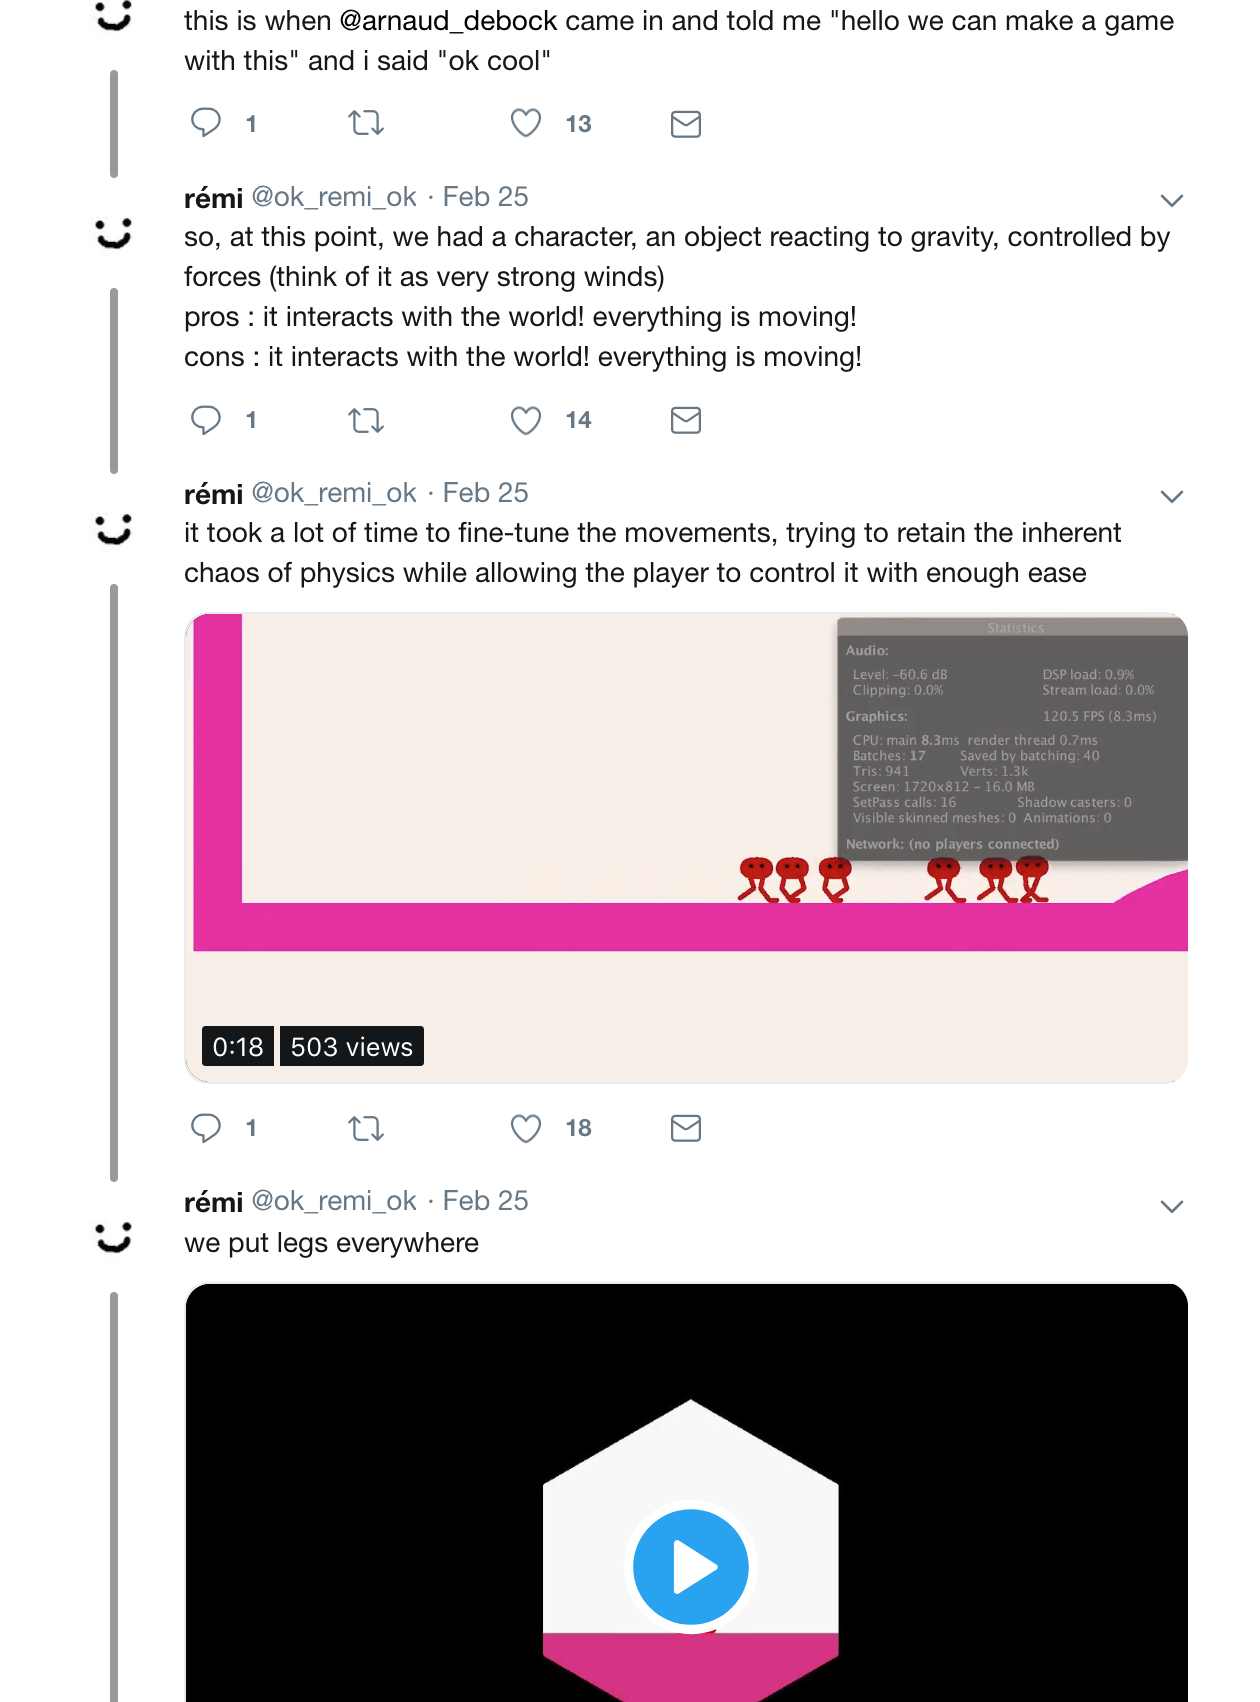 this is when @arnaud_debock came in and told me "hello we can make a game
with this" and i said "ok cool"
1 13
rémi @ok_remi_ok · Feb 25
so, at this point, we had a character, an object reacting to gravity, controlled by
forces (think of it as very strong winds)
pros : it interacts with the world! everything is moving!
cons : it interacts with the world! everything is moving!
1 14
rémi @ok_remi_ok · Feb 25
it took a lot of time to fine-tune the movements, trying to retain the inherent
chaos of physics while allowing the player to control it with enough ease
Statistics
Audio:
Level: -60.6 dB DSP load: 0.9%
Clipping: 0.0% Stream load: 0.0%
Graphics: 120.5 FPS (8.3ms)
CPU: main 8.3ms render thread 0.7ms
Batches: 17 Saved by batching: 40
Tris: 941 Verts: 1.3k
Screen: 1720x812 - 16.0 MB
SetPass calls: 16 Shadow casters: 0
Visible skinned meshes: 0 Animations: 0
Network: (no players connected)
0:18 503 views
1 18
rémi @ok_remi_ok · Feb 25
we put legs everywhere